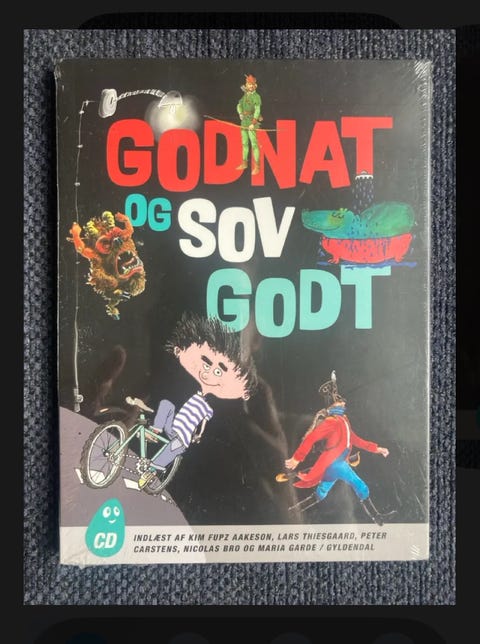 GODNAT
OG SOV
GODT
CD
INDLÆST AF KIM FUPZ AAKESON, LARS THIESGAARD, PETER
CARSTENS, NICOLAS BRO OG MARIA GARDE / GYLDENDAL